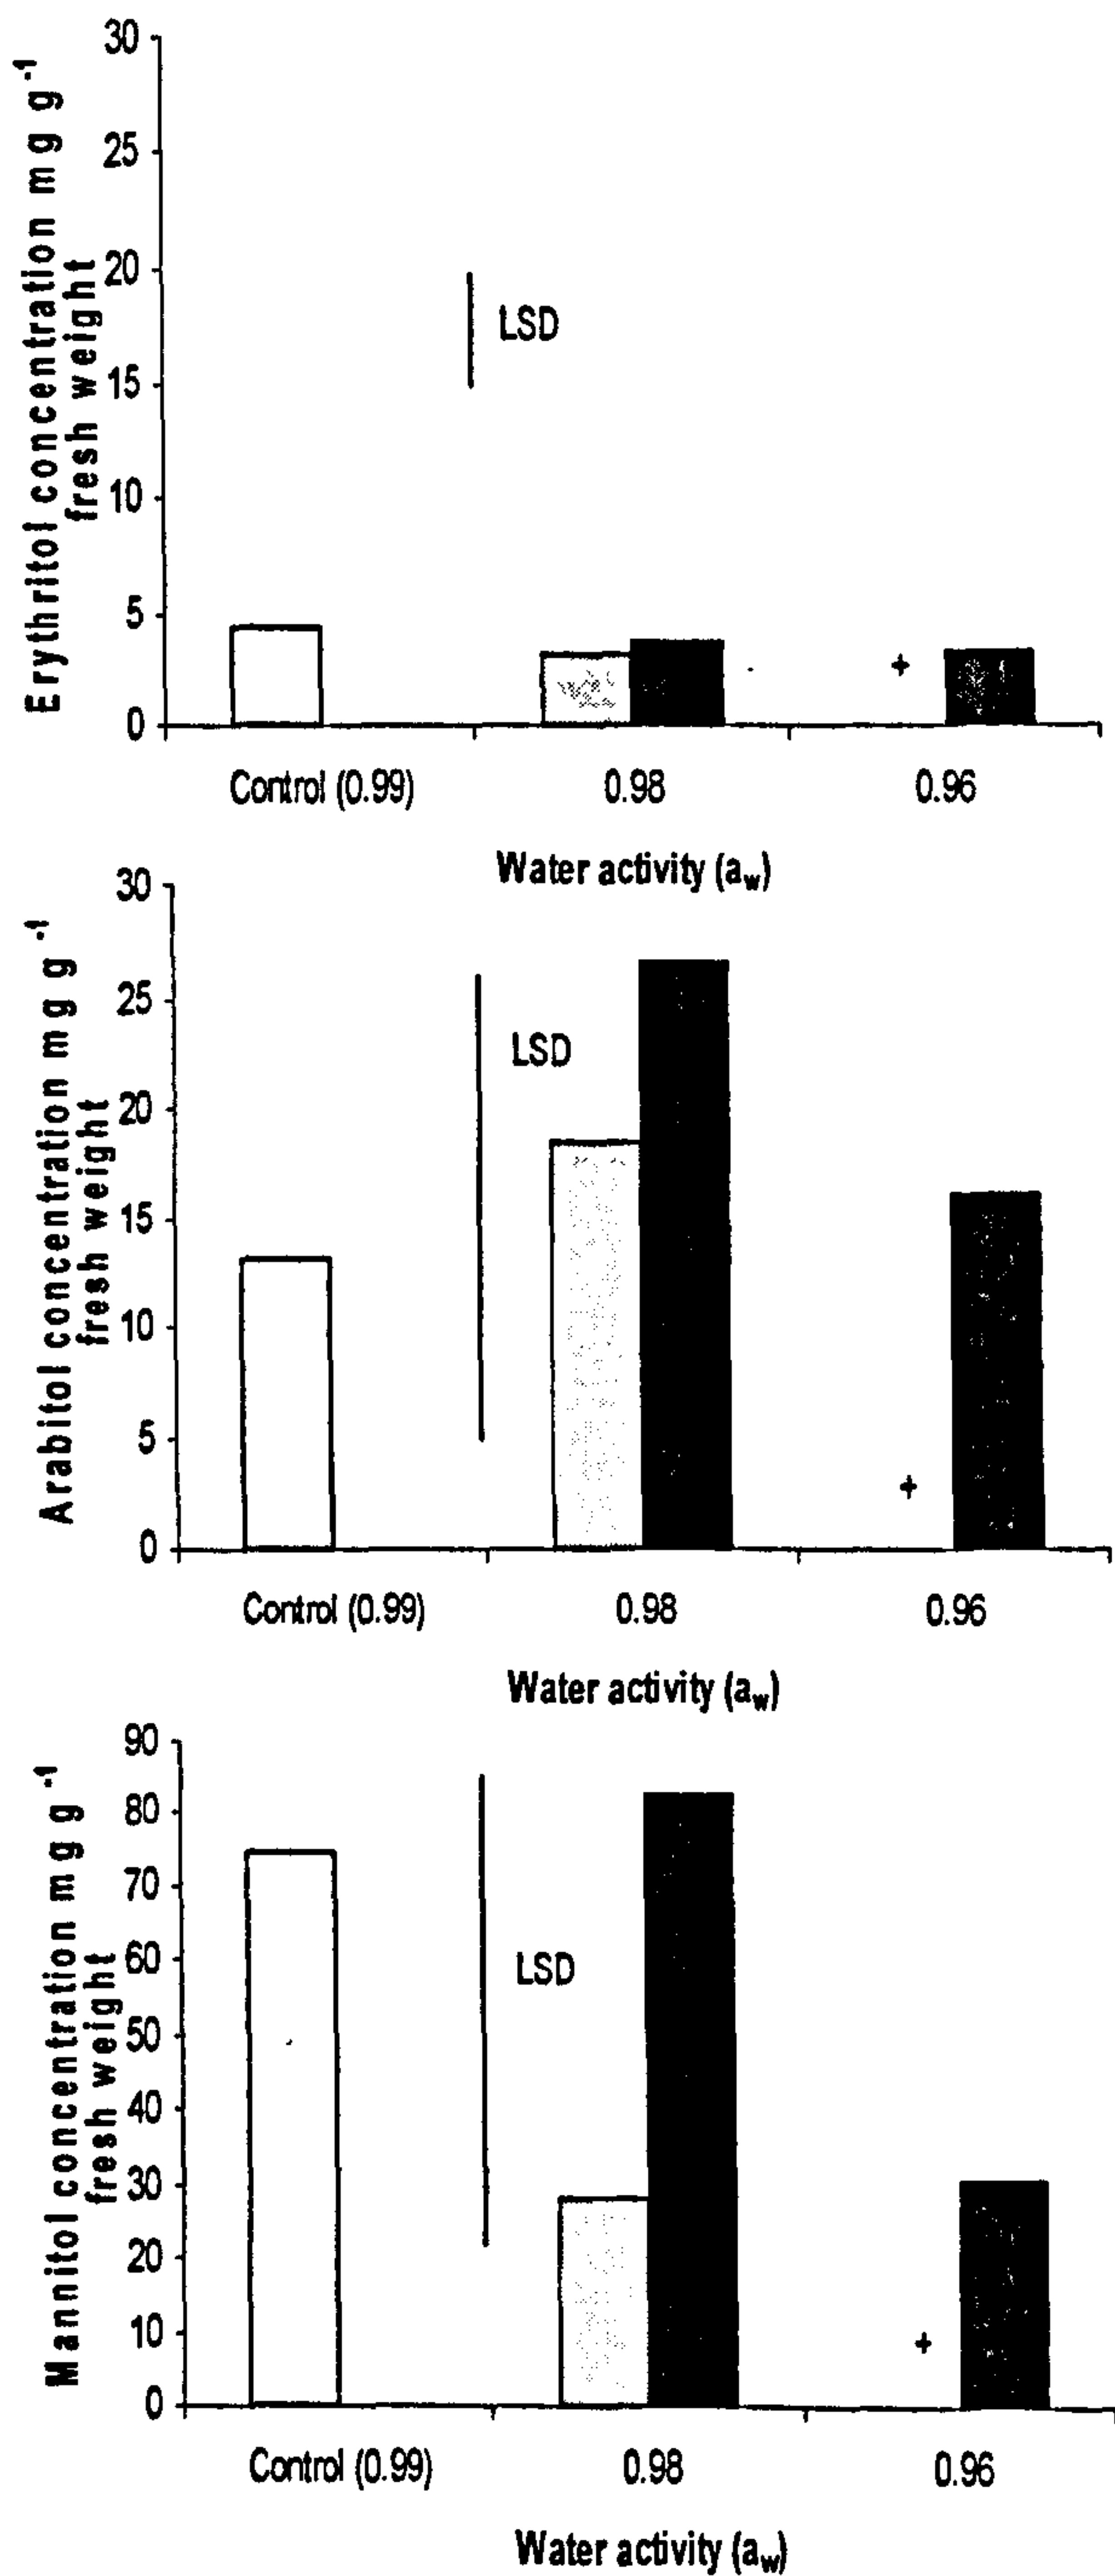 Erythritol concentration mg g⁻¹
fresh weight
30
25
20
15
10
5
0
LSD
+
Control (0.99) 0.98 0.96
Water activity (a_w)
Arabitol concentration mg g⁻¹
fresh weight
30
25
20
15
10
5
0
LSD
+
Control (0.99) 0.98 0.96
Water activity (a_w)
Mannitol concentration mg g⁻¹
fresh weight
90
80
70
60
50
40
30
20
10
0
LSD
+
Control (0.99) 0.98 0.96
Water activity (a_w)